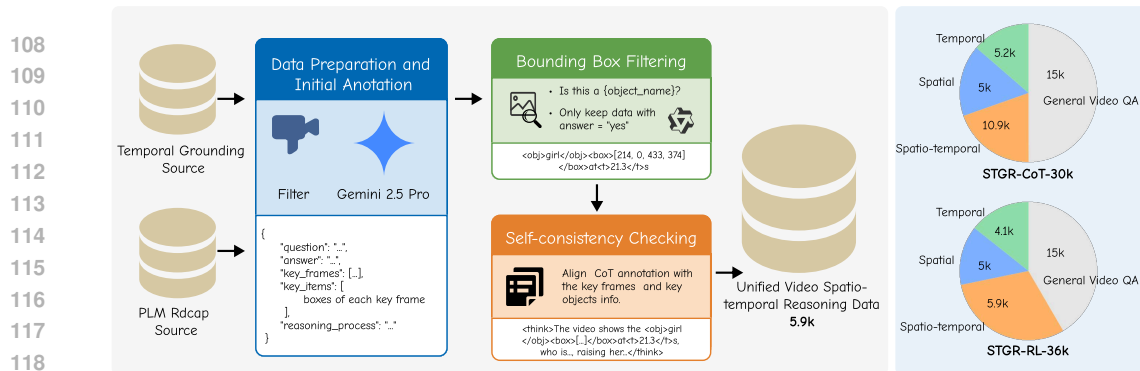 108
109
110
111
112
113
114
115
116
117
118
Temporal Grounding
Source
PLM Rdcap
Source
Data Preparation and
Initial Anotation
Filter
Gemini 2.5 Pro
{
"question": "…",
"answer": "…",
"key_frames": […],
"key_items": [
boxes of each key frame
],
"reasoning_process": "…"
}
Bounding Box Filtering
• Is this a {object_name}?
• Only keep data with
answer = "yes"
<obj>girl</obj><box>[214, 0, 433, 374]
</box>at<t>21.3</t>s
Self-consistency Checking
Align CoT annotation with
the key frames and key
objects info.
<think>The video shows the <obj>girl
</obj><box>[…]</box>at<t>21.3</t>s,
who is…, raising her…</think>
Unified Video Spatio-
temporal Reasoning Data
5.9k
Temporal
5.2k
15k
Spatial
5k
General Video QA
10.9k
Spatio-temporal
STGR-CoT-30k
Temporal
4.1k
15k
Spatial
5k
General Video QA
5.9k
Spatio-temporal
STGR-RL-36k